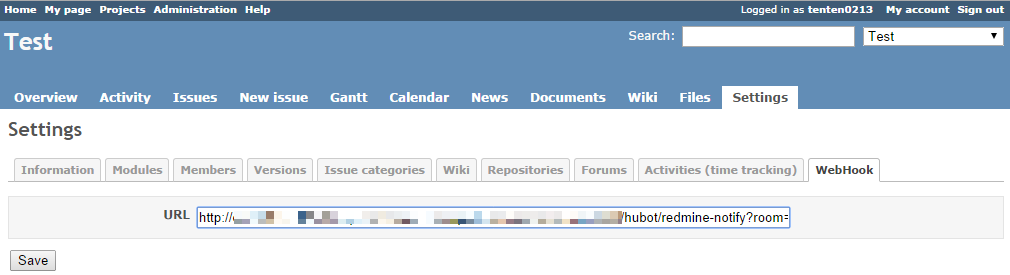 Home My page Projects Administration Help Logged in as tenten0213 My account Sign out
Test Search: Test
Overview Activity Issues New issue Gantt Calendar News Documents Wiki Files Settings
Settings
Information Modules Members Versions Issue categories Wiki Repositories Forums Activities (time tracking) WebHook
URL http:// /hubot/redmine-notify?room=
Save